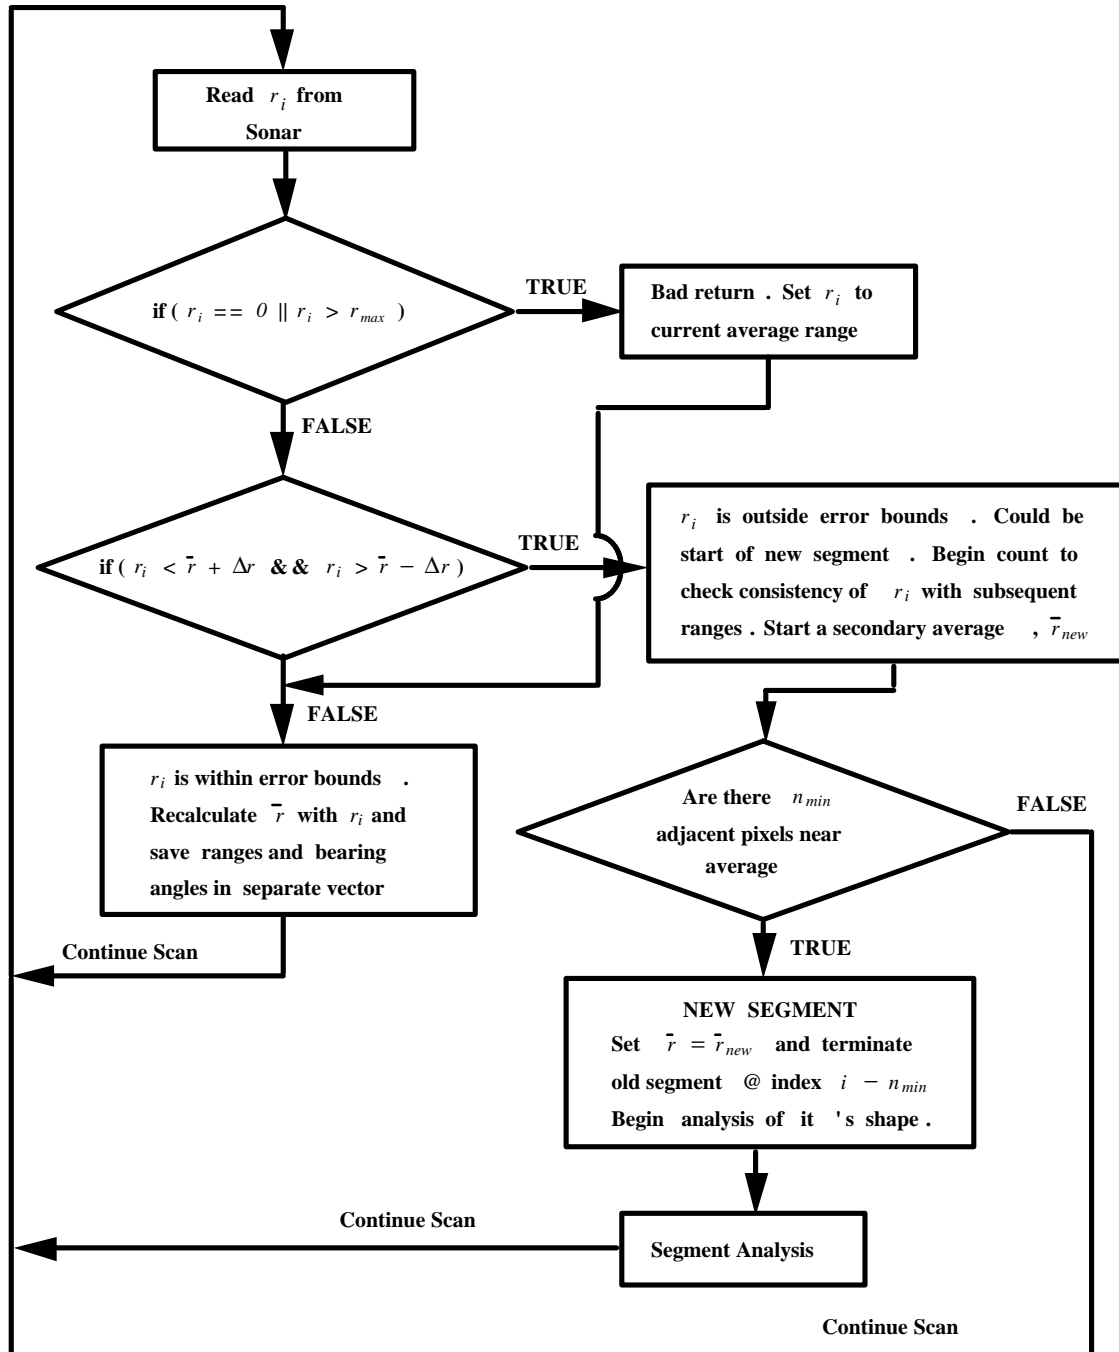 Read r_i from
Sonar
if ( r_i == 0 || r_i > r_max )
TRUE
Bad return . Set r_i to
current average range
FALSE
if ( r_i < r̄ + Δr && r_i > r̄ − Δr )
TRUE
r_i is outside error bounds . Could be
start of new segment . Begin count to
check consistency of r_i with subsequent
ranges . Start a secondary average , r̄_new
FALSE
r_i is within error bounds .
Recalculate r̄ with r_i and
save ranges and bearing
angles in separate vector
Continue Scan
Are there n_min
adjacent pixels near
average
FALSE
TRUE
NEW SEGMENT
Set r̄ = r̄_new and terminate
old segment @ index i − n_min
Begin analysis of it 's shape .
Continue Scan
Segment Analysis
Continue Scan